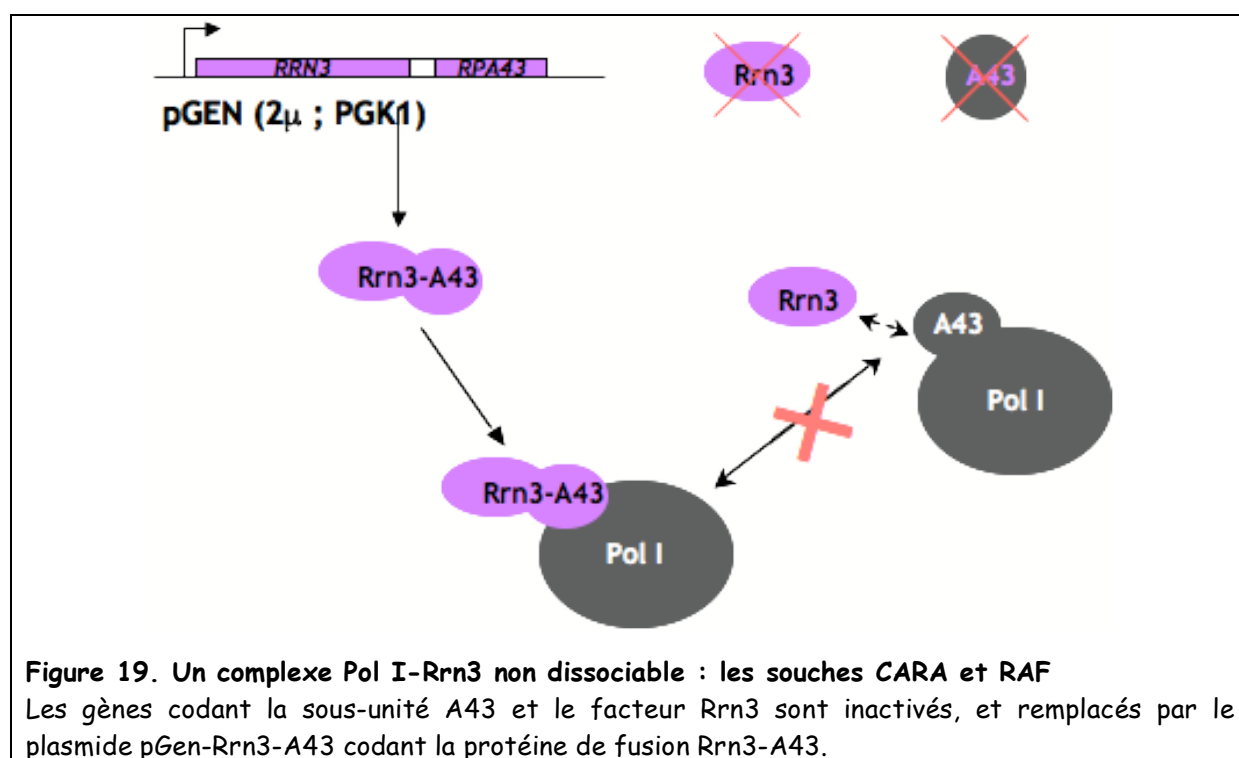 RRN3 RPA43
Rrn3
A43
pGEN (2μ ; PGK1)
Rrn3-A43
Rrn3
A43
Pol I
Rrn3-A43
Pol I
Figure 19. Un complexe Pol I-Rrn3 non dissociable : les souches CARA et RAF
Les gènes codant la sous-unité A43 et le facteur Rrn3 sont inactivés, et remplacés par le
plasmide pGen-Rrn3-A43 codant la protéine de fusion Rrn3-A43.